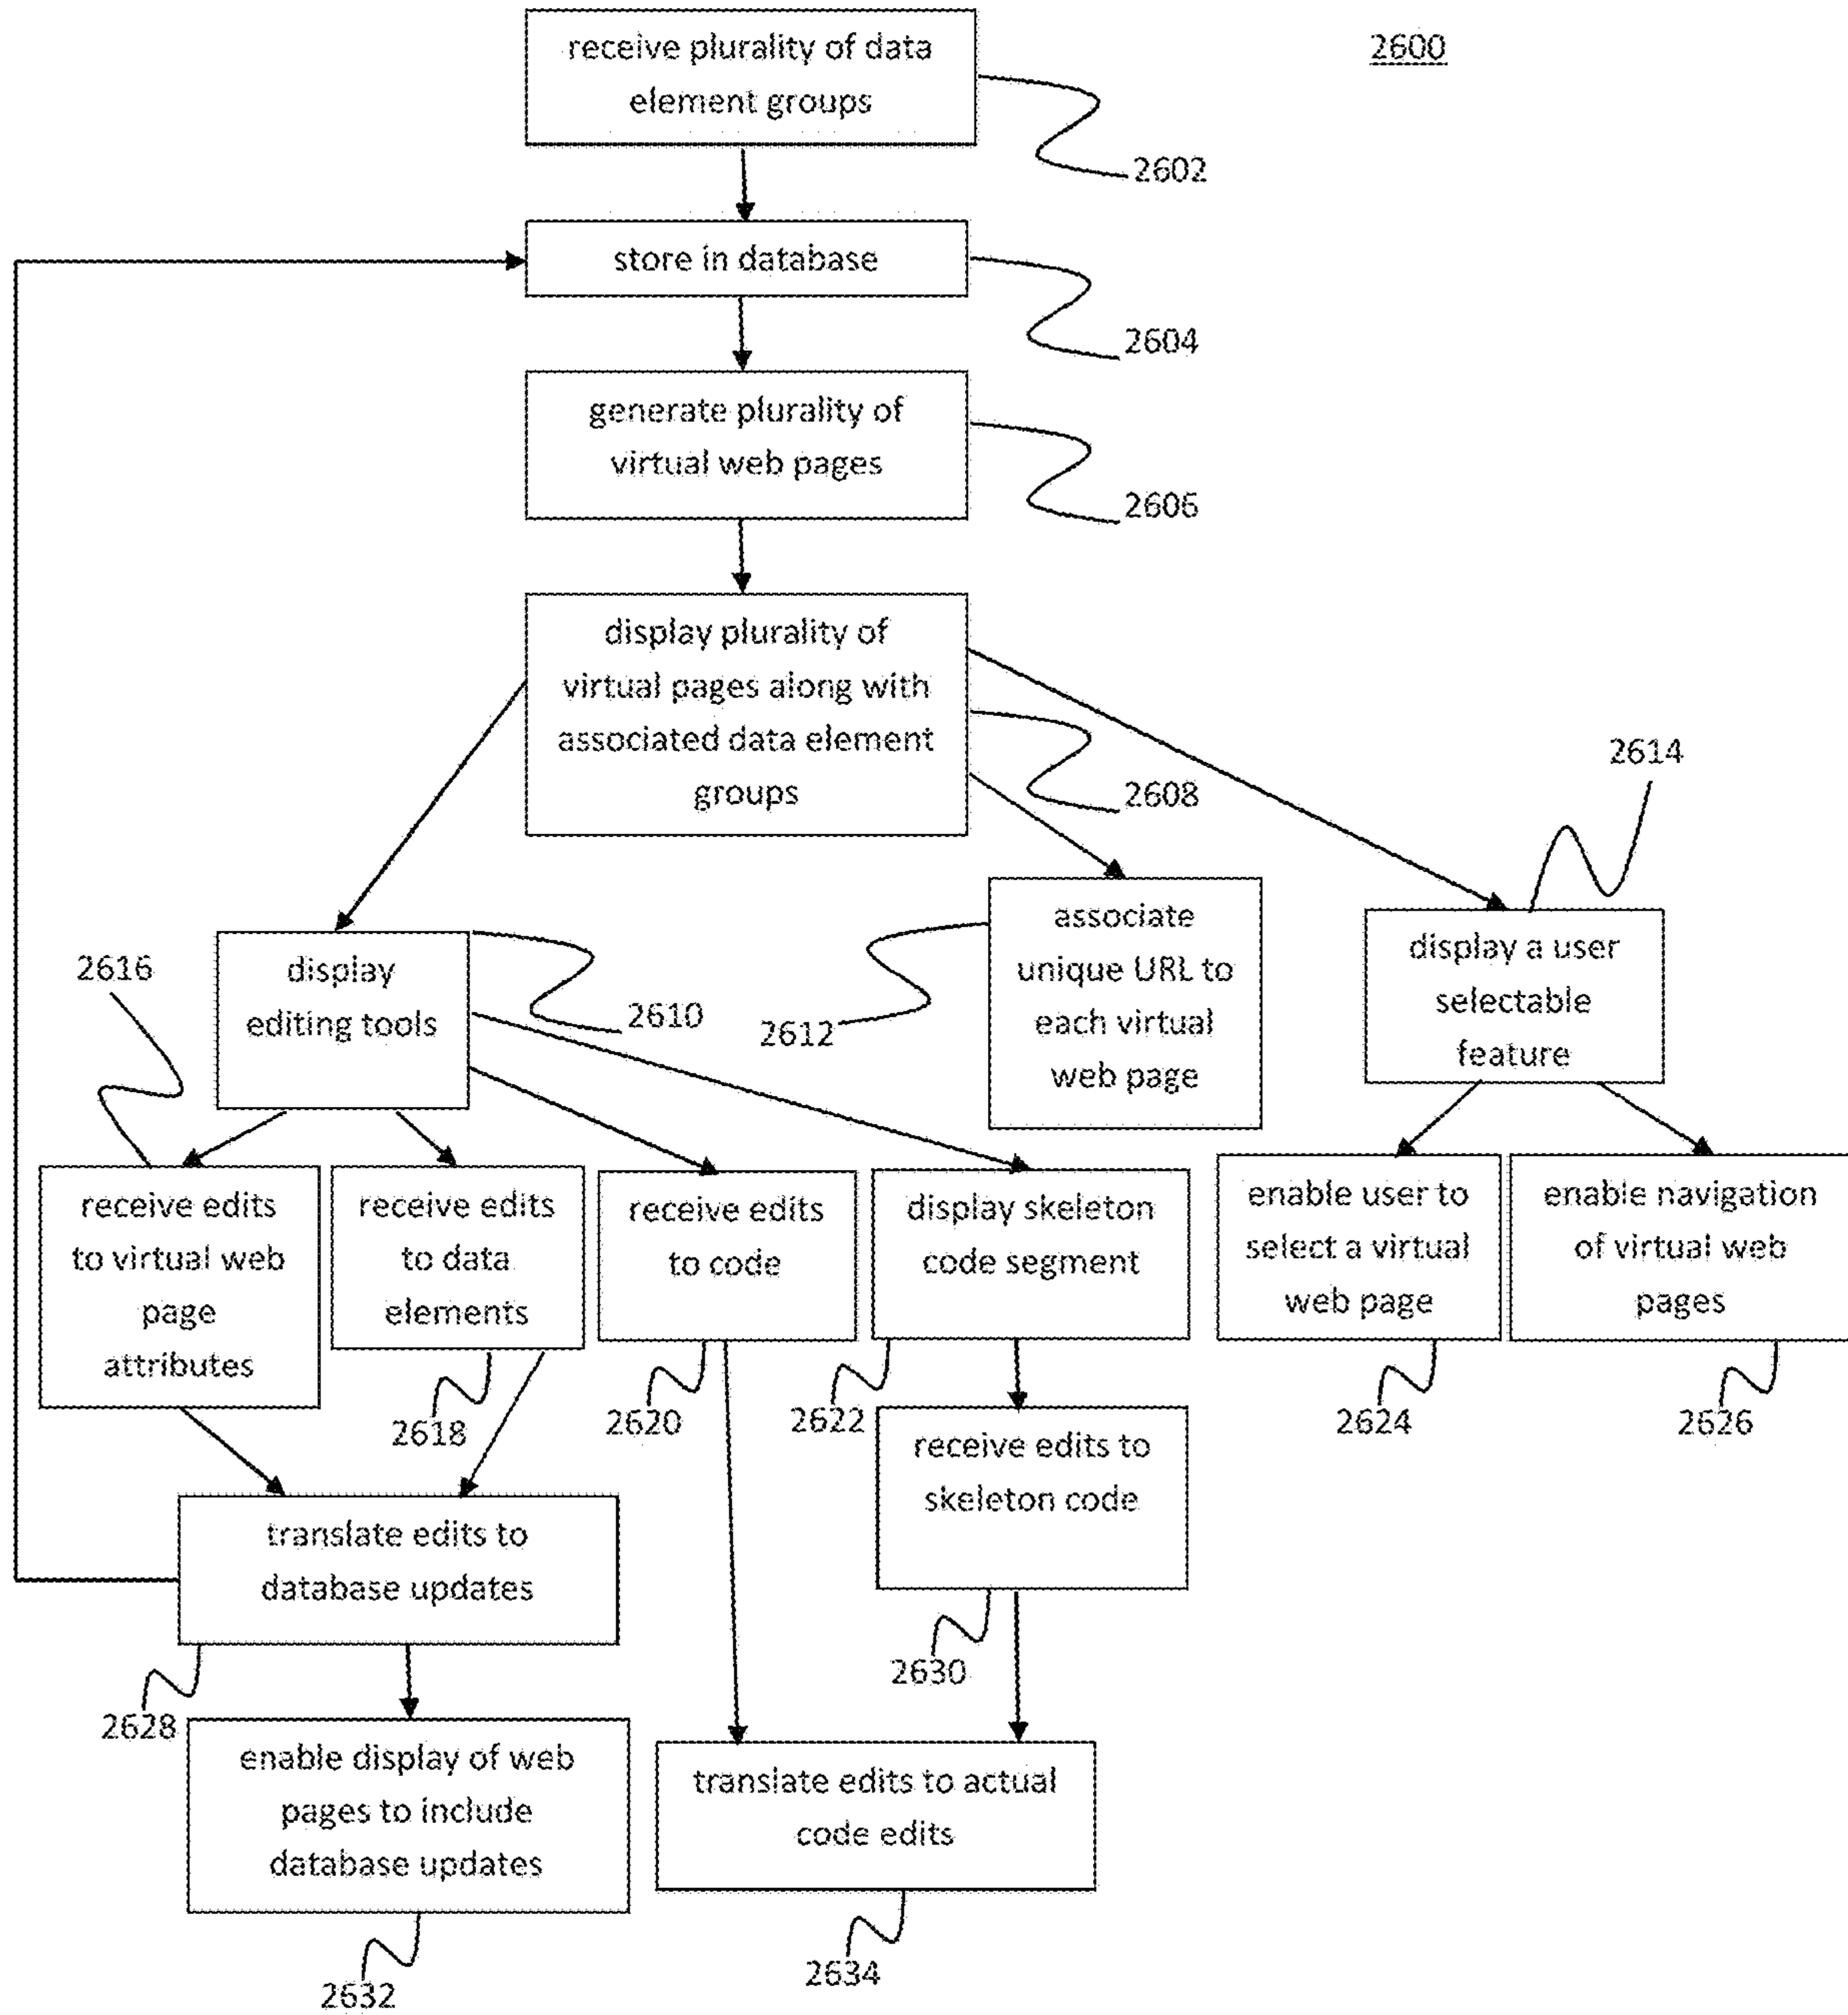 receive plurality of data
element groups
2600
2602
store in database
2604
generate plurality of
virtual web pages
2606
display plurality of
virtual pages along with
associated data element
groups
2608
2614
associate
unique URL to
each virtual
web page
2612
display a user
selectable
feature
2616
display
editing tools
2610
receive edits
to virtual web
page
attributes
receive edits
to data
elements
2618
receive edits
to code
2620
display skeleton
code segment
2622
enable user to
select a virtual
web page
2624
enable navigation
of virtual web
pages
2626
receive edits to
skeleton code
2630
translate edits to
database updates
2628
enable display of web
pages to include
database updates
2632
translate edits to actual
code edits
2634